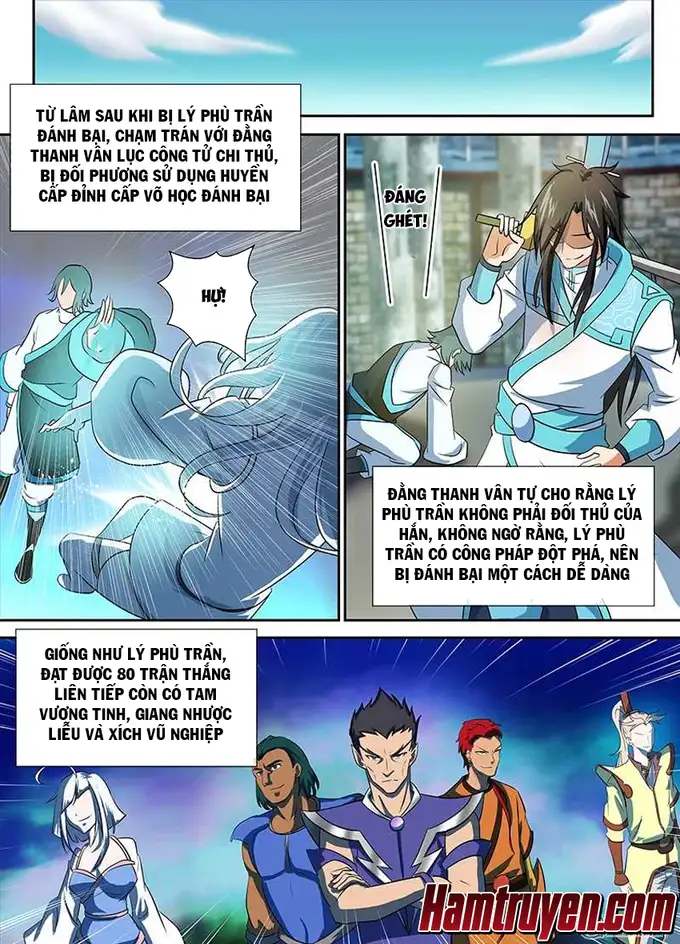 TỪ LÂM SAU KHI BỊ LÝ PHÙ TRẦN
ĐÁNH BẠI, CHẠM TRÁN VỚI ĐẰNG
THANH VÂN LỤC CÔNG TỬ CHI THỦ,
BỊ ĐỐI PHƯƠNG SỬ DỤNG HUYỀN
CẤP ĐỈNH CẤP VÕ HỌC ĐÁNH BẠI
ĐÁNG
GHÉT!
HỰ!
ĐẰNG THANH VÂN TỰ CHO RẰNG LÝ
PHÙ TRẦN KHÔNG PHẢI ĐỐI THỦ CỦA
HẮN, KHÔNG NGỜ RẰNG, LÝ PHÙ
TRẦN CÓ CÔNG PHÁP ĐỘT PHÁ, NÊN
BỊ ĐÁNH BẠI MỘT CÁCH DỄ DÀNG
GIỐNG NHƯ LÝ PHÙ TRẦN,
ĐẠT ĐƯỢC 80 TRẬN THẮNG
LIÊN TIẾP CÒN CÓ TAM
VƯƠNG TINH, GIANG NHƯỢC
LIỄU VÀ XÍCH VŨ NGHIỆP
Hamtruyen.com